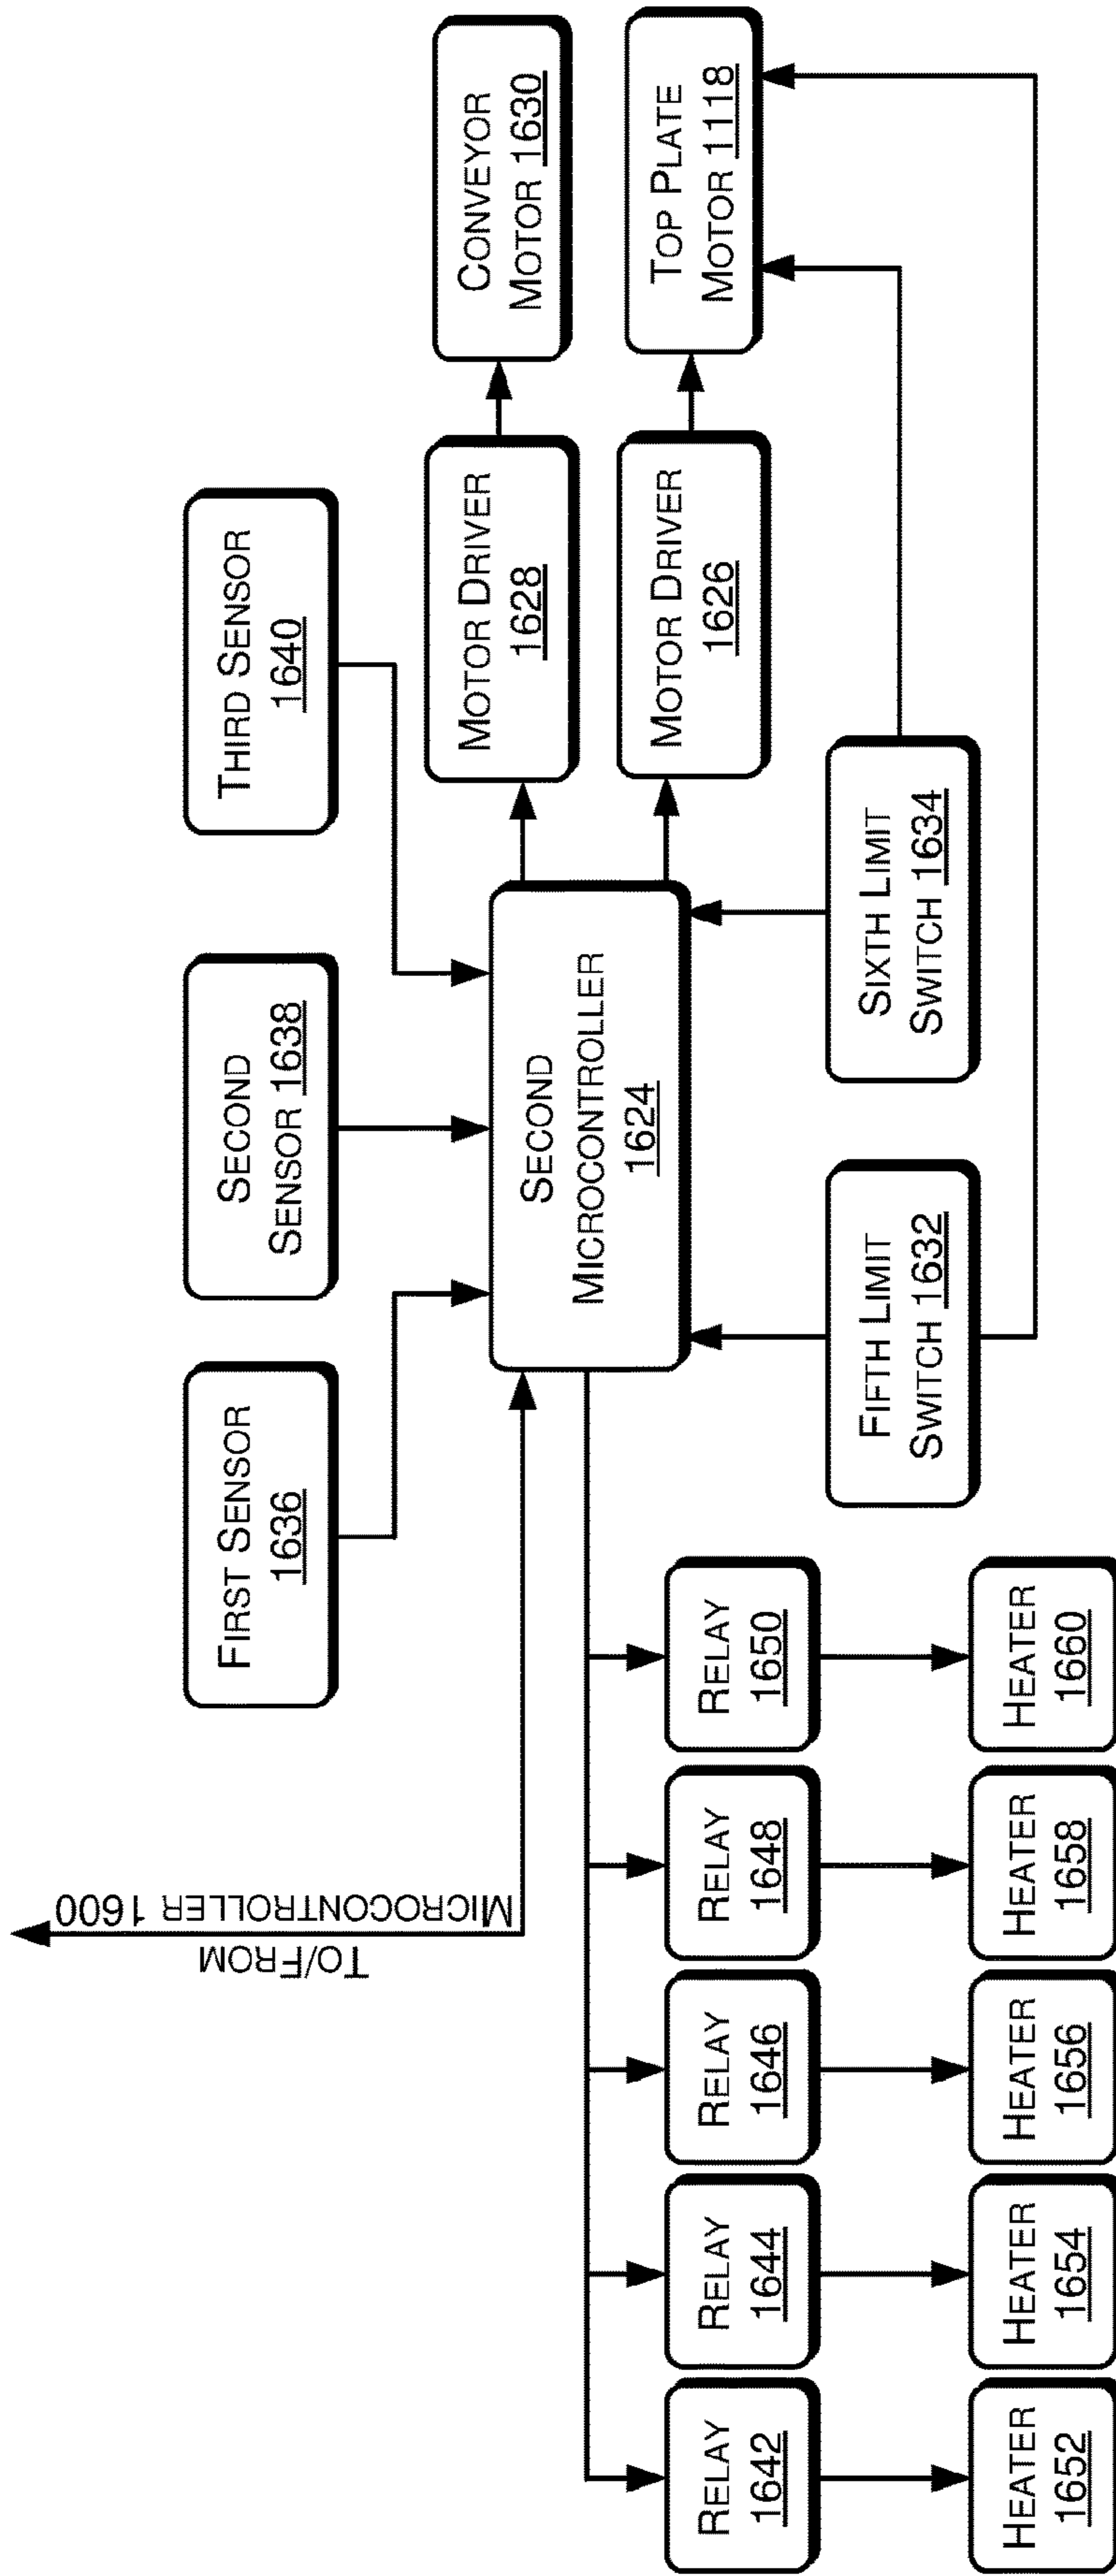 TO/FROM
MICROCONTROLLER 1600
FIRST SENSOR
1636
SECOND
SENSOR 1638
THIRD SENSOR
1640
SECOND
MICROCONTROLLER
1624
MOTOR DRIVER
1628
CONVEYOR
MOTOR 1630
MOTOR DRIVER
1626
TOP PLATE
MOTOR 1118
FIFTH LIMIT
SWITCH 1632
SIXTH LIMIT
SWITCH 1634
RELAY
1642
RELAY
1644
RELAY
1646
RELAY
1648
RELAY
1650
HEATER
1652
HEATER
1654
HEATER
1656
HEATER
1658
HEATER
1660